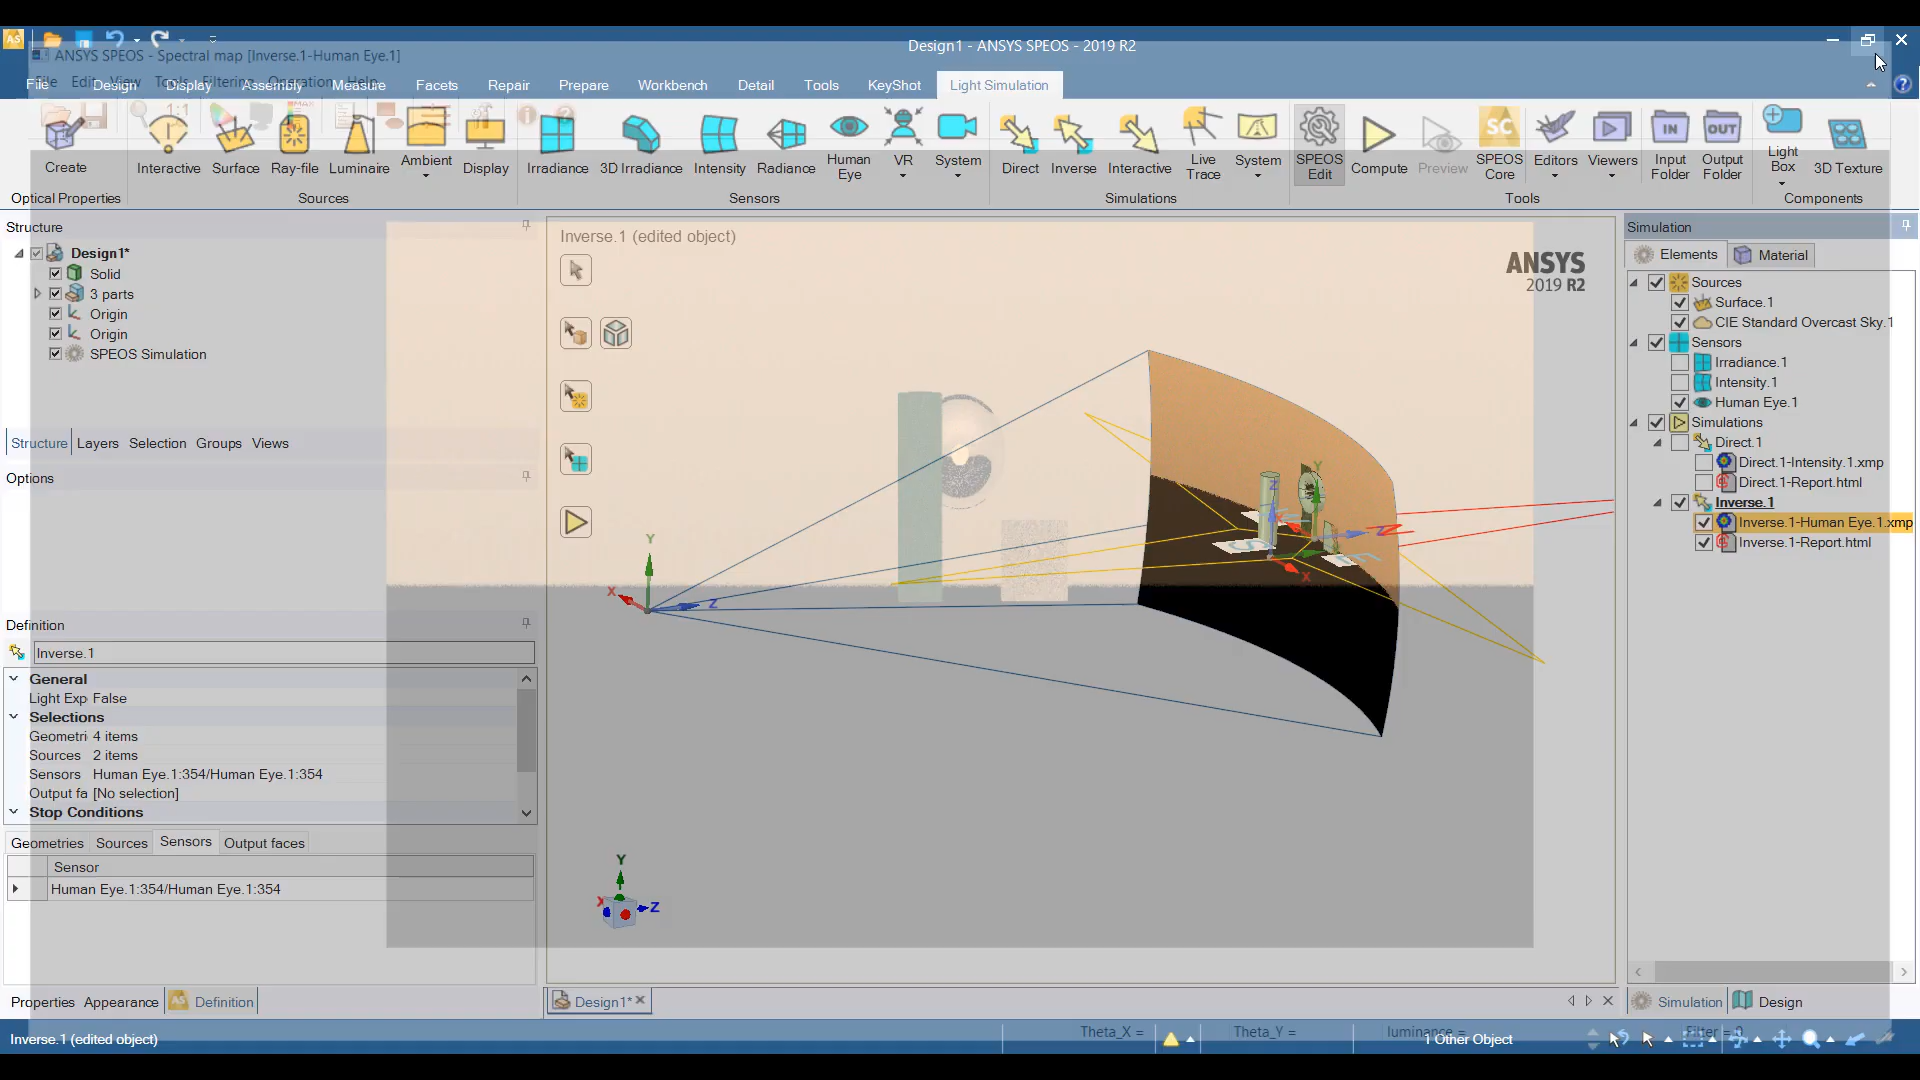 Design1 - ANSYS SPEOS - 2019 R2
ANSYS SPEOS - Spectral map [Inverse.1-Human Eye.1]
File Edit View Tools Filtering Operation Help
File Design Display Assembly Measure Facets Repair Prepare Workbench Detail Tools KeyShot Light Simulation
Create Interactive Surface Ray-file Luminaire Ambient Display Irradiance 3D Irradiance Intensity Radiance Human Eye VR System Direct Inverse Interactive Live Trace System SPEOS Edit Compute Preview SPEOS Core Editors Viewers Input Folder Output Folder Light Box 3D Texture
Optical Properties Sources Sensors Simulations Tools Components
Structure
Design1*
Solid
3 parts
Origin
Origin
SPEOS Simulation
Structure Layers Selection Groups Views
Options
Definition
Inverse.1
General
Light Exp False
Selections
Geometri 4 items
Sources 2 items
Sensors Human Eye.1:354/Human Eye.1:354
Output fa [No selection]
Stop Conditions
Geometries Sources Sensors Output faces
Sensor
Human Eye.1:354/Human Eye.1:354
Properties Appearance Definition
Inverse.1 (edited object)
ANSYS
2019 R2
Y
X Z
Y
X Z
Design1*
Simulation
Elements Material
Sources
Surface.1
CIE Standard Overcast Sky.1
Sensors
Irradiance.1
Intensity.1
Human Eye.1
Simulations
Direct.1
Direct.1-Intensity.1.xmp
Direct.1-Report.html
Inverse.1
Inverse.1-Human Eye.1.xmp
Inverse.1-Report.html
Simulation Design
Inverse.1 (edited object)
Theta_X = Theta_Y = luminance = Filter = 0
1 Other Object